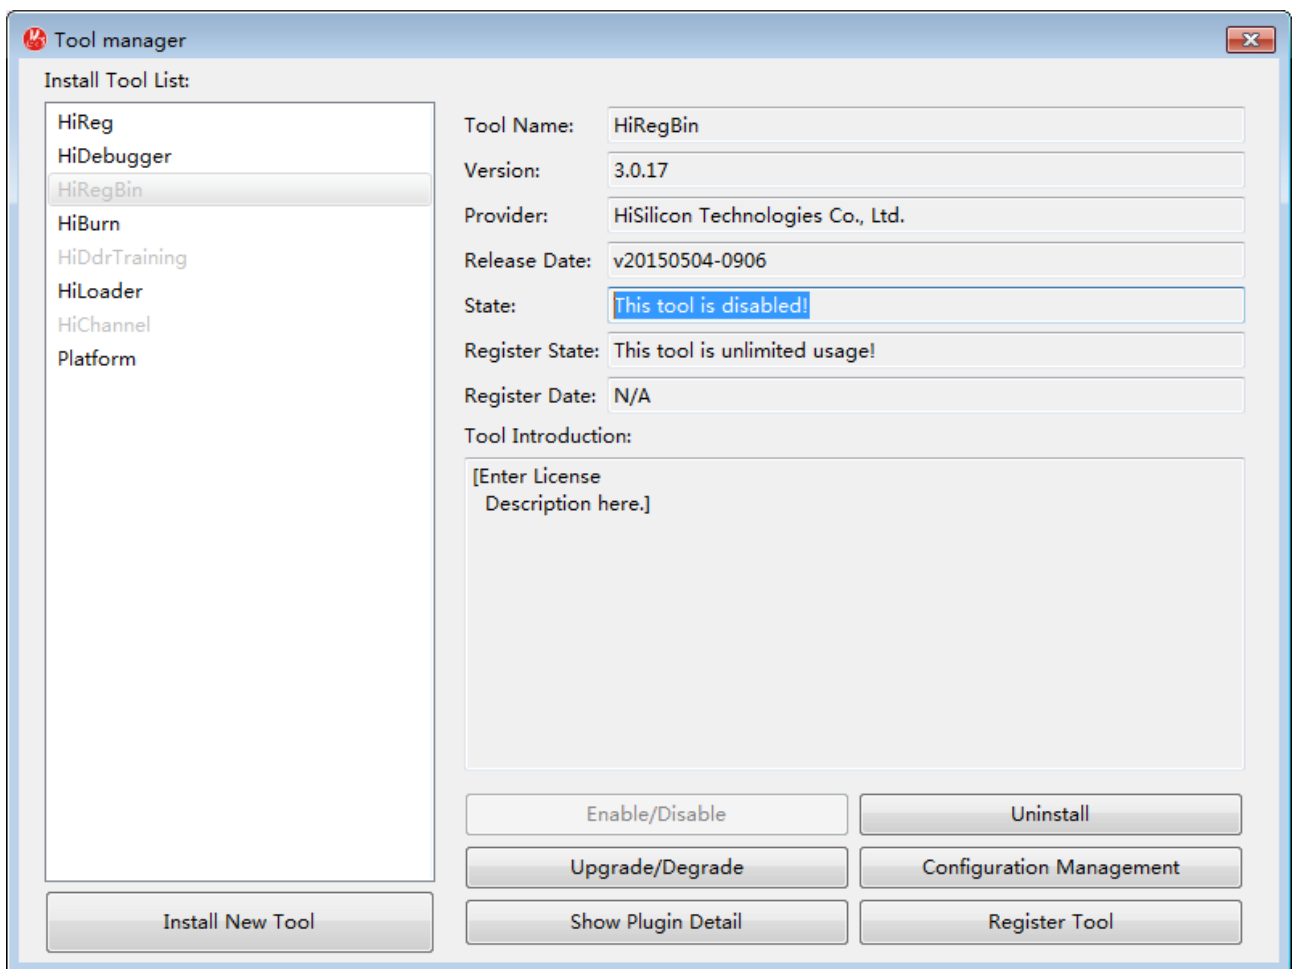 Tool manager
Install Tool List:
HiReg
HiDebugger
HiRegBin
HiBurn
HiDdrTraining
HiLoader
HiChannel
Platform
Install New Tool
Tool Name: HiRegBin
Version: 3.0.17
Provider: HiSilicon Technologies Co., Ltd.
Release Date: v20150504-0906
State: This tool is disabled!
Register State: This tool is unlimited usage!
Register Date: N/A
Tool Introduction:
[Enter License
Description here.]
Enable/Disable Uninstall
Upgrade/Degrade Configuration Management
Show Plugin Detail Register Tool